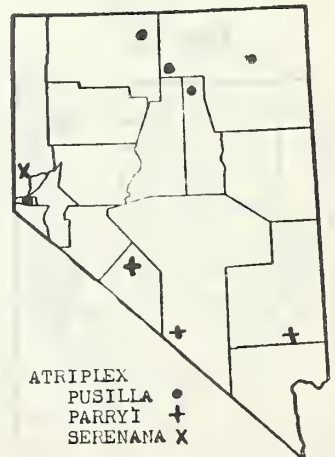 ATRIPLEX
PUSILLA ●
PARRYI +
SERENANA X